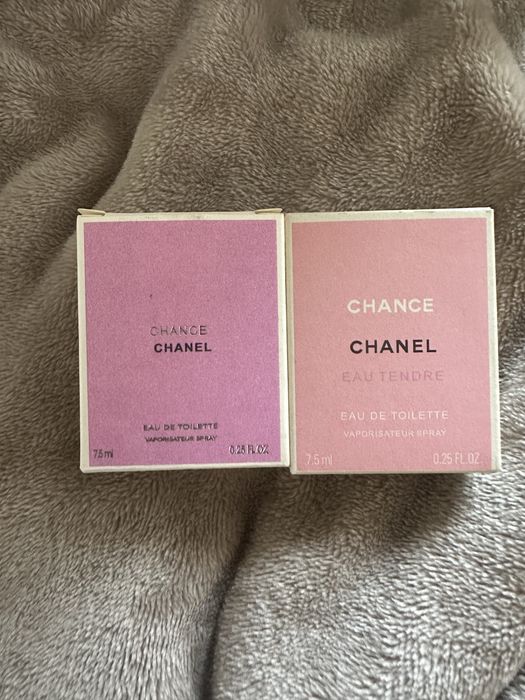 CHANCE
CHANEL
EAU DE TOILETTE
VAPORISATEUR SPRAY
7.5 ml 0.25 FL.OZ.
CHANCE
CHANEL
EAU TENDRE
EAU DE TOILETTE
VAPORISATEUR SPRAY
7.5 ml 0.25 FL.OZ.